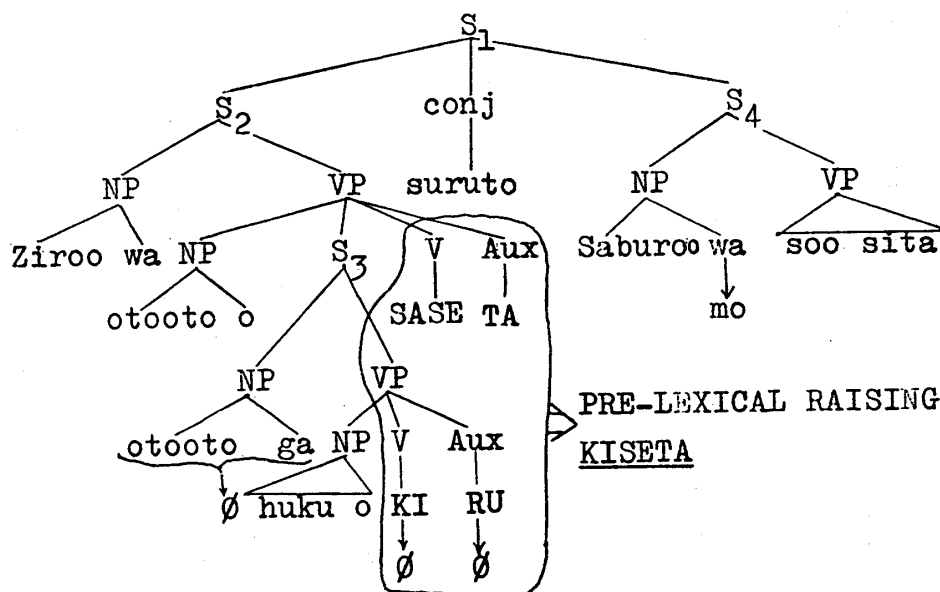 S1
S2 conj S4
NP VP suruto NP VP
Ziroo wa NP S3 V Aux Saburoo wa soo sita
otooto o SASE TA mo
NP VP PRE-LEXICAL RAISING
otooto ga NP V Aux KISETA
Ø huku o KI RU
Ø Ø